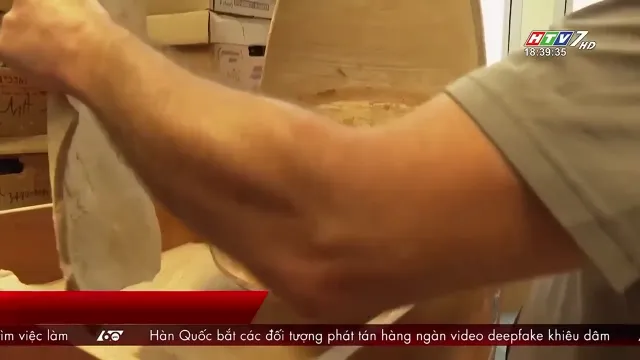 HTV7 HD
18:39:35
ìm việc làm
Hàn Quốc bắt các đối tượng phát tán hàng ngàn video deepfake khiêu dâm